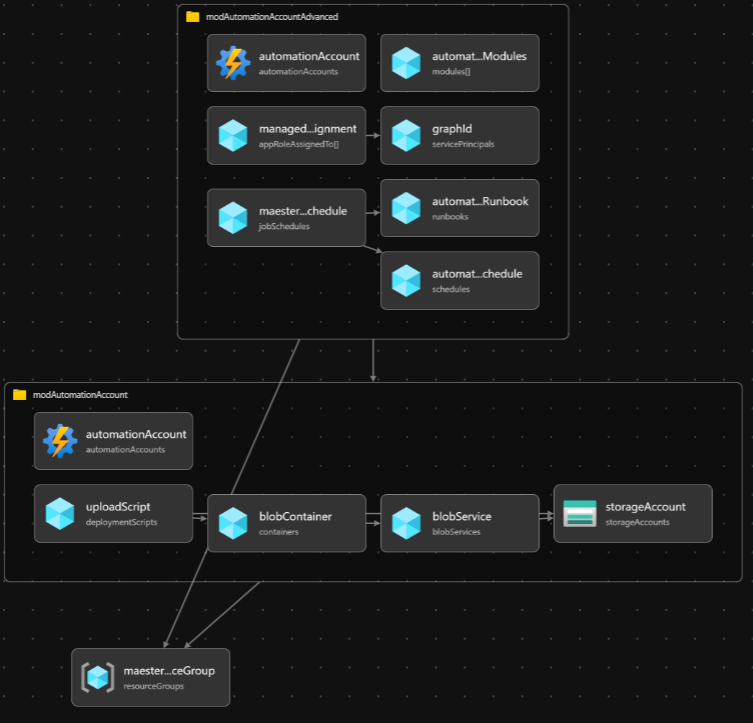 modAutomationAccountAdvanced
automationAccount
automationAccounts
automat...Modules
modules[]
managed...ignment
appRoleAssignedTo[]
graphId
servicePrincipals
maester...chedule
jobSchedules
automat...Runbook
runbooks
automat...chedule
schedules
modAutomationAccount
automationAccount
automationAccounts
uploadScript
deploymentScripts
blobContainer
containers
blobService
blobServices
storageAccount
storageAccounts
maester...ceGroup
resourceGroups